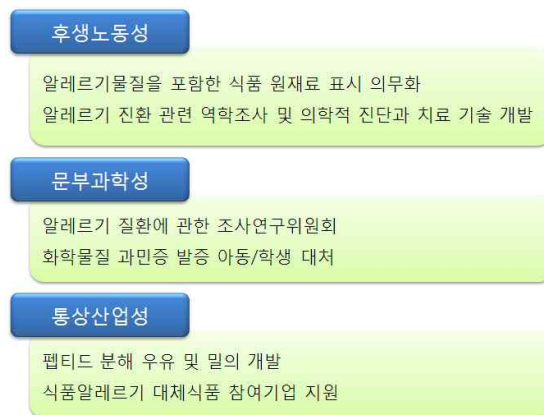 후생노동성
알레르기물질을 포함한 식품 원재료 표시 의무화
알레르기 진환 관련 역학조사 및 의학적 진단과 치료 기술 개발
문부과학성
알레르기 질환에 관한 조사연구위원회
화학물질 과민증 발증 아동/학생 대처
통상산업성
펩티드 분해 우유 및 밀의 개발
식품알레르기 대체식품 참여기업 지원